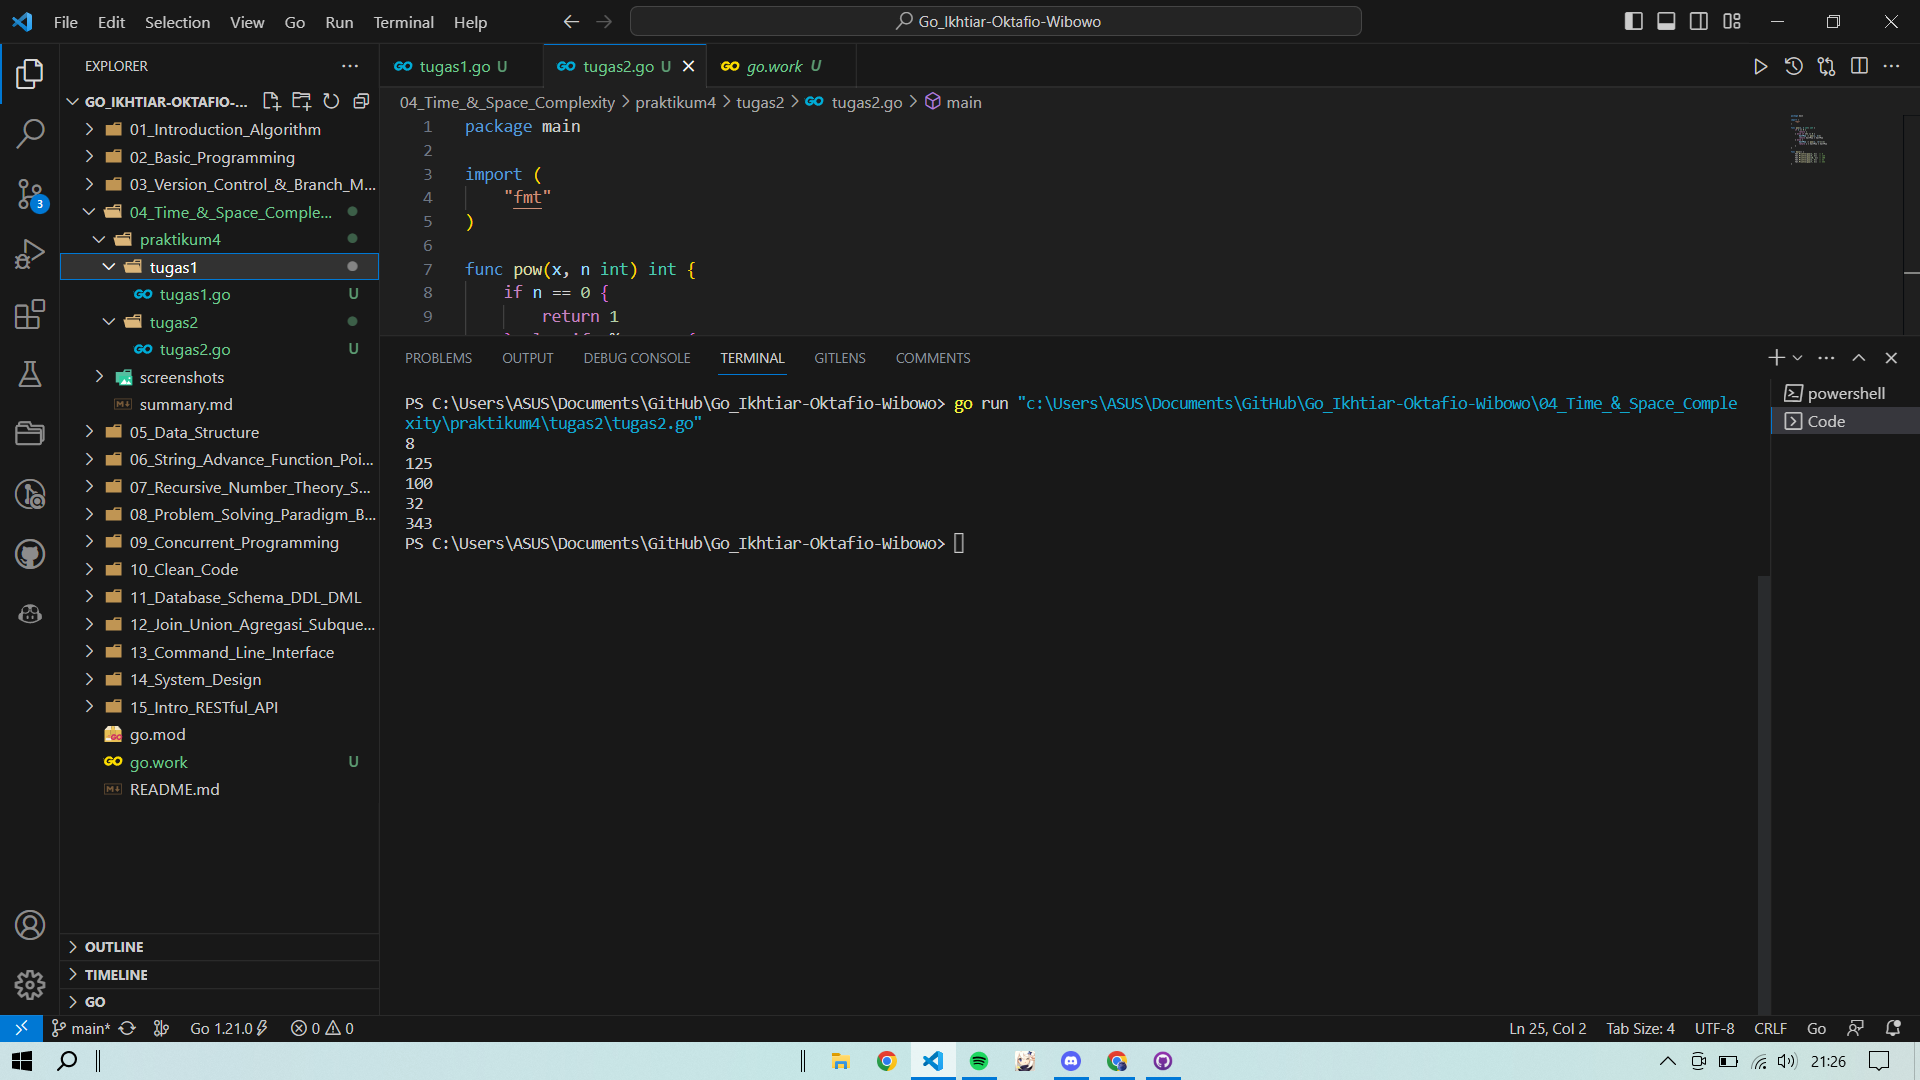 File Edit Selection View Go Run Terminal Help
Go_Ikhtiar-Oktafio-Wibowo
EXPLORER
GO_IKHTIAR-OKTAFIO-...
01_Introduction_Algorithm
02_Basic_Programming
03_Version_Control_&_Branch_M...
04_Time_&_Space_Comple...
praktikum4
tugas1
tugas1.go U
tugas2
tugas2.go U
screenshots
summary.md
05_Data_Structure
06_String_Advance_Function_Poi...
07_Recursive_Number_Theory_S...
08_Problem_Solving_Paradigm_B...
09_Concurrent_Programming
10_Clean_Code
11_Database_Schema_DDL_DML
12_Join_Union_Agregasi_Subque...
13_Command_Line_Interface
14_System_Design
15_Intro_RESTful_API
go.mod
go.work U
README.md
OUTLINE
TIMELINE
GO
3
tugas1.go U tugas2.go U go.work U
04_Time_&_Space_Complexity > praktikum4 > tugas2 > tugas2.go > main
1 package main
2
3 import (
4 "fmt"
5 )
6
7 func pow(x, n int) int {
8 if n == 0 {
9 return 1
PROBLEMS OUTPUT DEBUG CONSOLE TERMINAL GITLENS COMMENTS
PS C:\Users\ASUS\Documents\GitHub\Go_Ikhtiar-Oktafio-Wibowo> go run "c:\Users\ASUS\Documents\GitHub\Go_Ikhtiar-Oktafio-Wibowo\04_Time_&_Space_Comple
xity\praktikum4\tugas2\tugas2.go"
8
125
100
32
343
PS C:\Users\ASUS\Documents\GitHub\Go_Ikhtiar-Oktafio-Wibowo>
powershell
Code
main* Go 1.21.0 0 0 Ln 25, Col 2 Tab Size: 4 UTF-8 CRLF Go
21:26